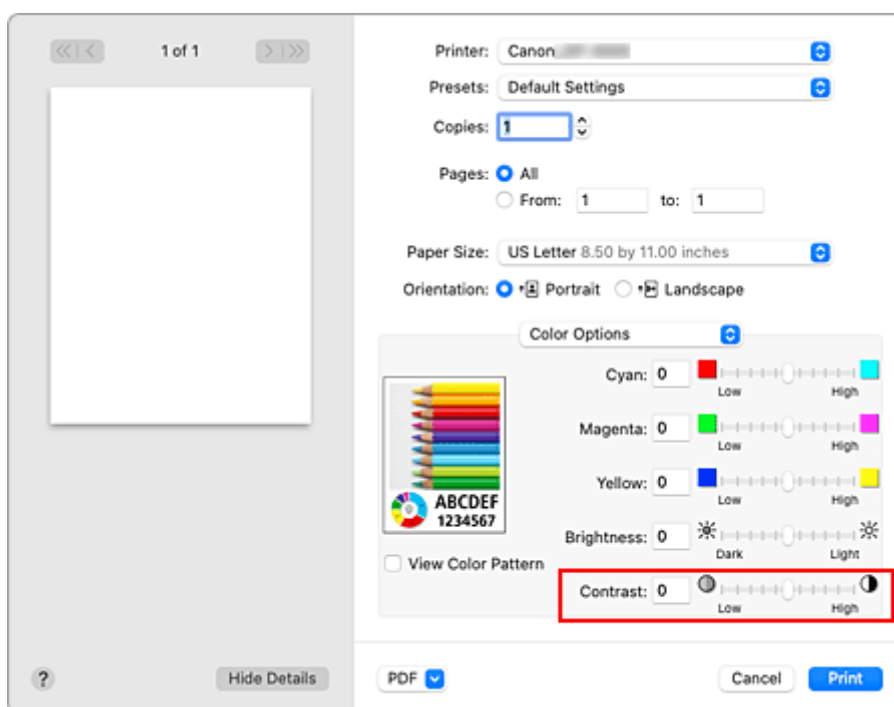 1 of 1
Printer: Canon
Presets: Default Settings
Copies: 1
Pages: All
From: 1 to: 1
Paper Size: US Letter 8.50 by 11.00 inches
Orientation: Portrait Landscape
Color Options
Cyan: 0
Low High
Magenta: 0
Low High
Yellow: 0
Low High
ABCDEF
1234567
Brightness: 0
Dark Light
View Color Pattern
Contrast: 0
Low High
? Hide Details PDF Cancel Print